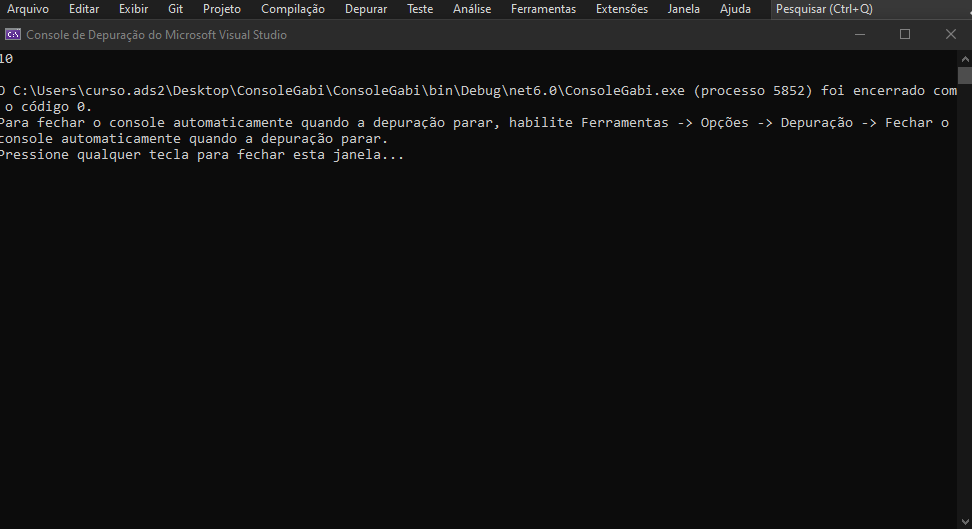 Arquivo Editar Exibir Git Projeto Compilação Depurar Teste Análise Ferramentas Extensões Janela Ajuda Pesquisar (Ctrl+Q)
C:\ Console de Depuração do Microsoft Visual Studio
10
O C:\Users\curso.ads2\Desktop\ConsoleGabi\ConsoleGabi\bin\Debug\net6.0\ConsoleGabi.exe (processo 5852) foi encerrado com
o código 0.
Para fechar o console automaticamente quando a depuração parar, habilite Ferramentas -> Opções -> Depuração -> Fechar o
console automaticamente quando a depuração parar.
Pressione qualquer tecla para fechar esta janela...